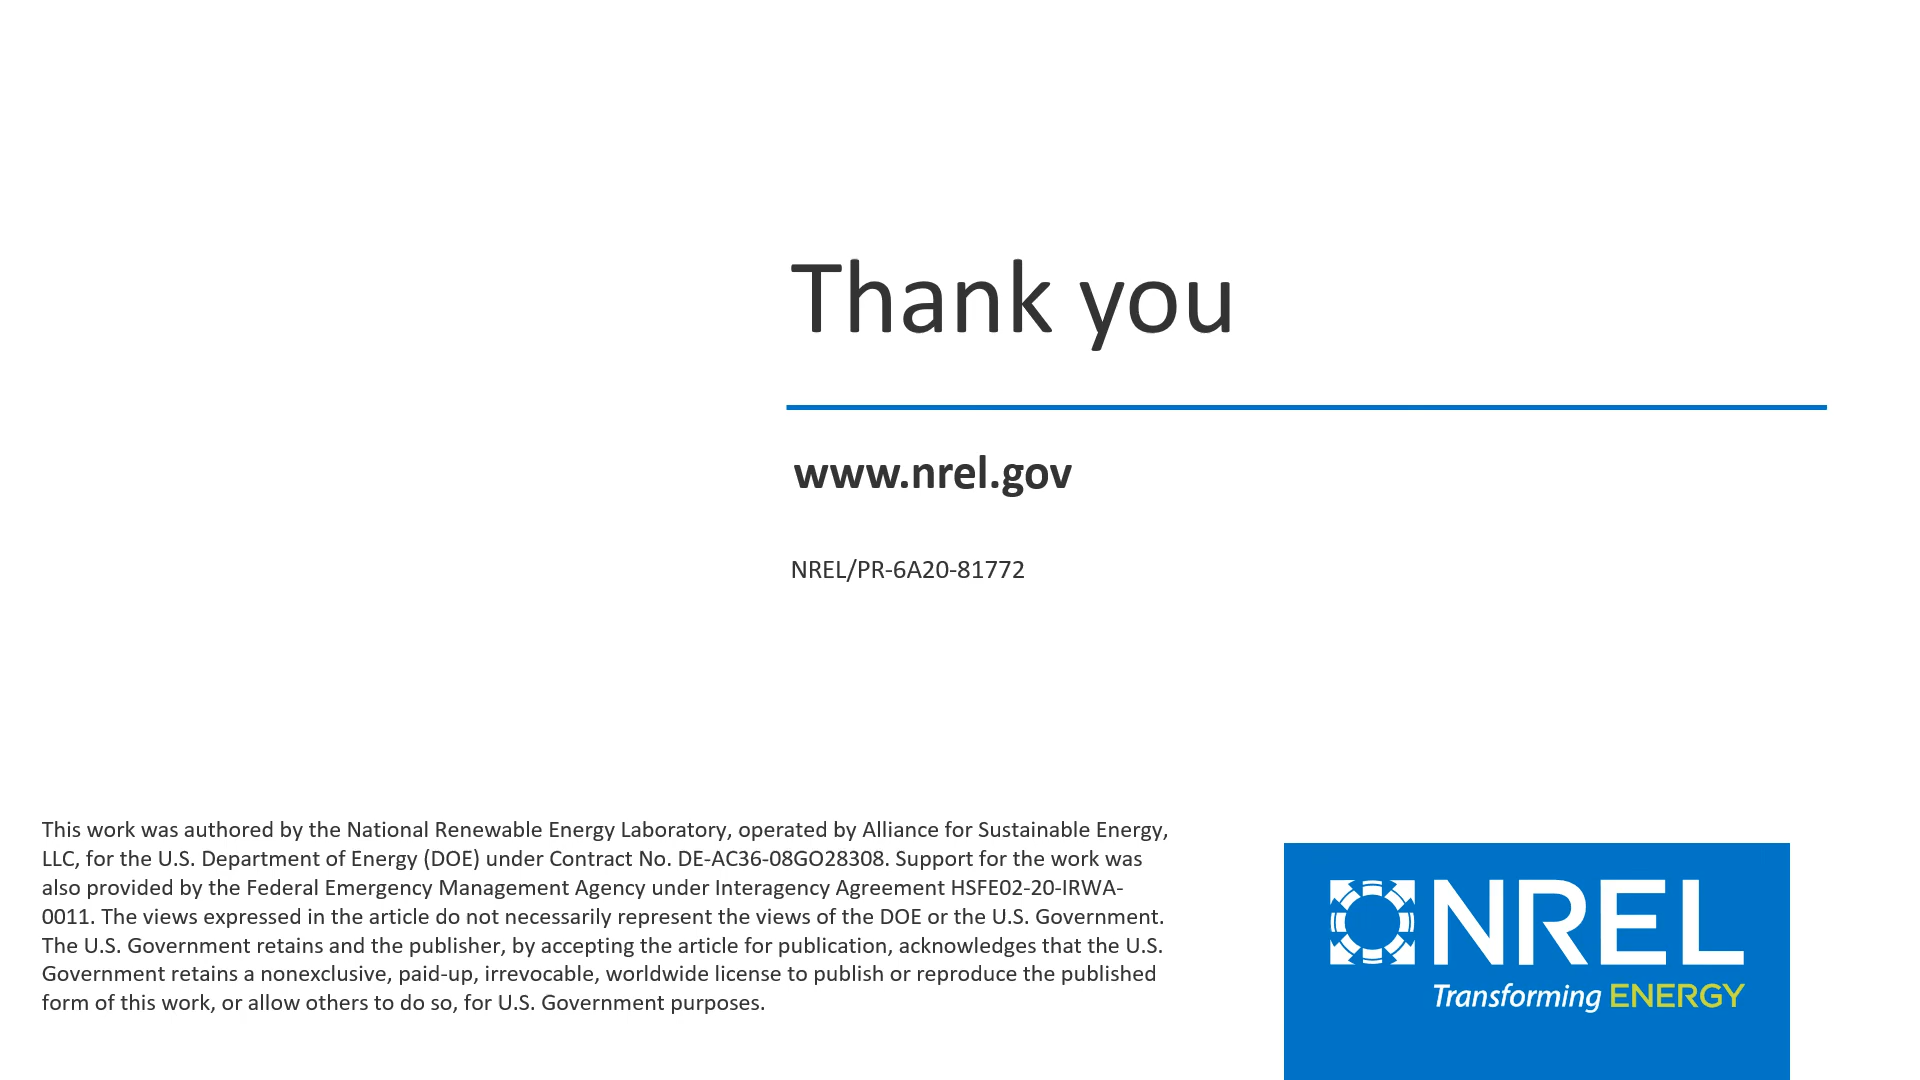 Thank you
www.nrel.gov
NREL/PR-6A20-81772
This work was authored by the National Renewable Energy Laboratory, operated by Alliance for Sustainable Energy,
LLC, for the U.S. Department of Energy (DOE) under Contract No. DE-AC36-08GO28308. Support for the work was
also provided by the Federal Emergency Management Agency under Interagency Agreement HSFE02-20-IRWA-
0011. The views expressed in the article do not necessarily represent the views of the DOE or the U.S. Government.
The U.S. Government retains and the publisher, by accepting the article for publication, acknowledges that the U.S.
Government retains a nonexclusive, paid-up, irrevocable, worldwide license to publish or reproduce the published
form of this work, or allow others to do so, for U.S. Government purposes.
NREL
Transforming ENERGY